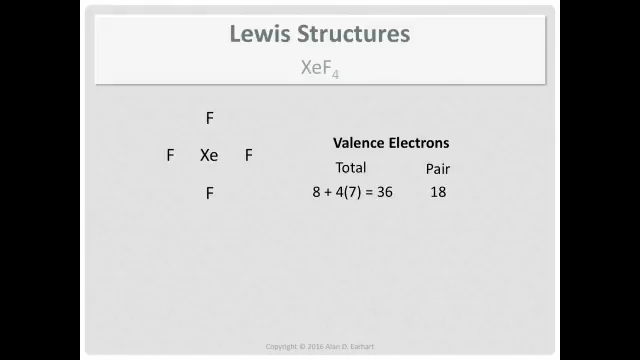 Lewis Structures
XeF₄
F
Valence Electrons
F Xe F
Total Pair
8 + 4(7) = 36 18
F
Copyright © 2016 Alan D. Earhart